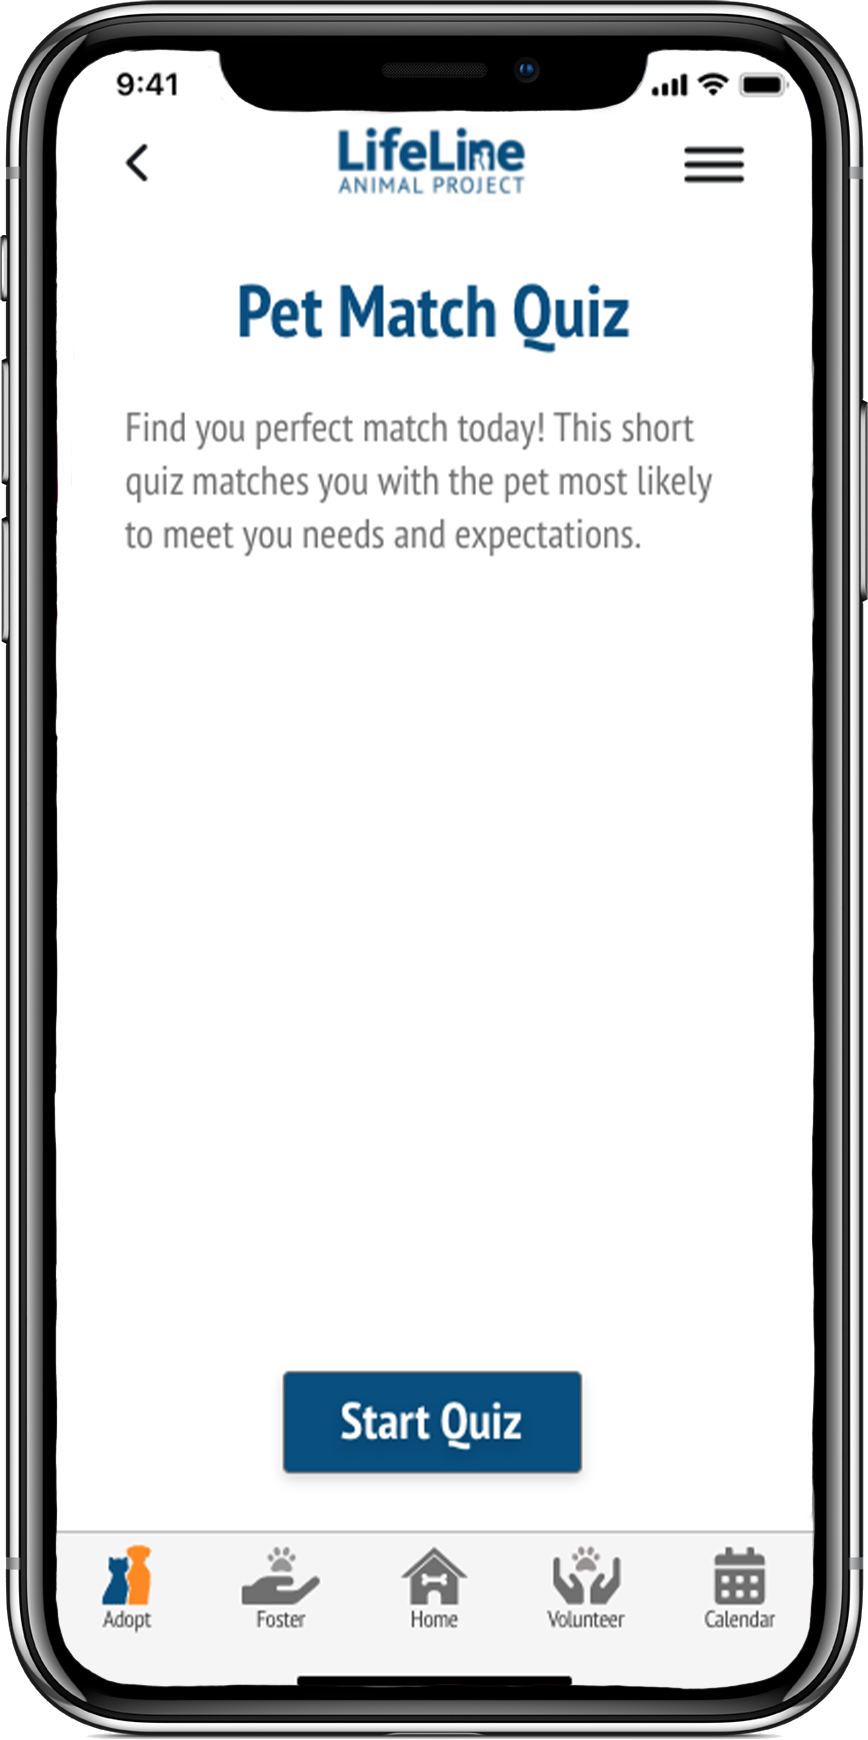 9:41
LifeLine
ANIMAL PROJECT
Pet Match Quiz
Find you perfect match today! This short
quiz matches you with the pet most likely
to meet you needs and expectations.
Start Quiz
Adopt Foster Home Volunteer Calendar